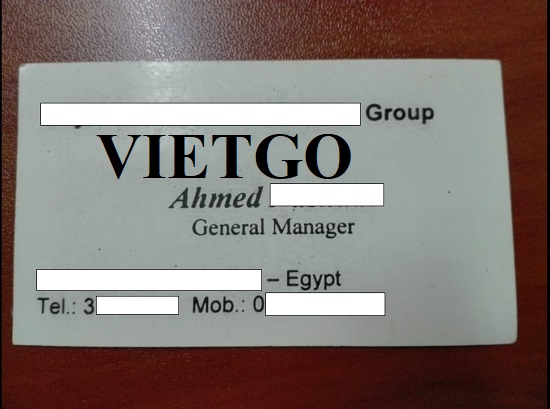 Group
VIETGO
Ahmed
General Manager
– Egypt
Tel.: 3 Mob.: 0